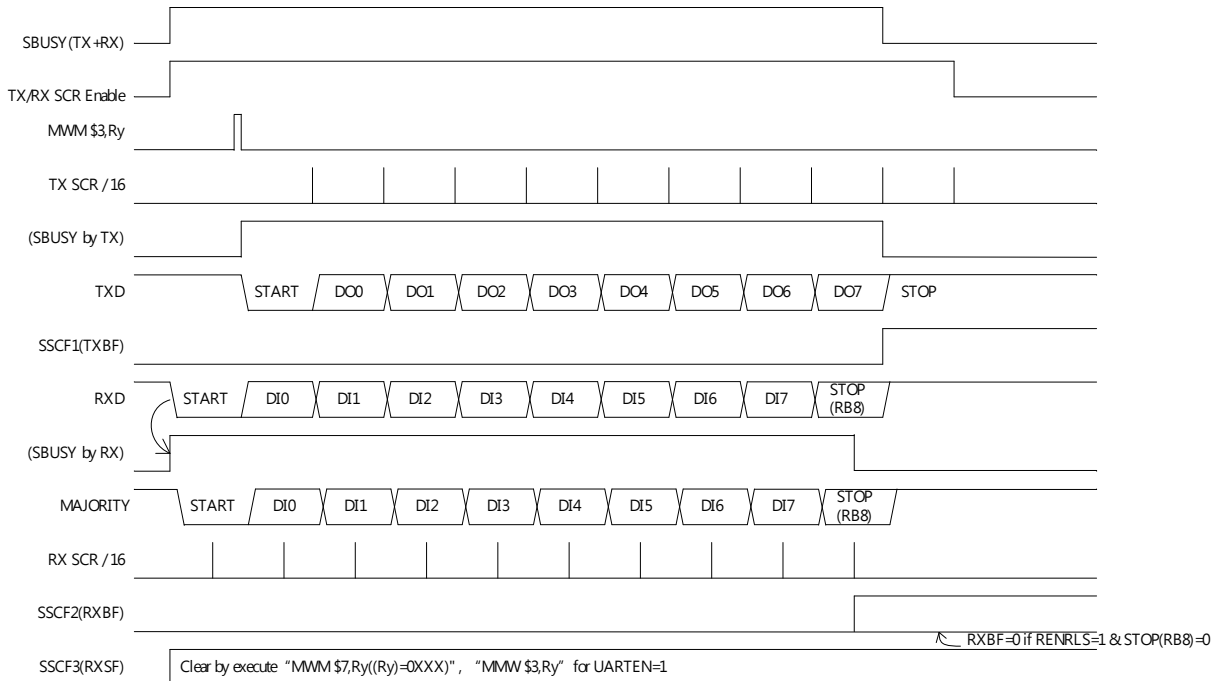 SBUSY(TX+RX)
TX/RX SCR Enable
MWM $3,Ry
TX SCR /16
(SBUSY by TX)
TXD START DO0 DO1 DO2 DO3 DO4 DO5 DO6 DO7 STOP
SSCF1(TXBF)
RXD START DI0 DI1 DI2 DI3 DI4 DI5 DI6 DI7 STOP
(RB8)
(SBUSY by RX)
MAJORITY START DI0 DI1 DI2 DI3 DI4 DI5 DI6 DI7 STOP
(RB8)
RX SCR /16
SSCF2(RXBF)
RXBF=0 if RENRLS=1 & STOP(RB8)=0
SSCF3(RXSF) Clear by execute “MWM $7,Ry((Ry)=0XXX)", “MMW $3,Ry” for UARTEN=1